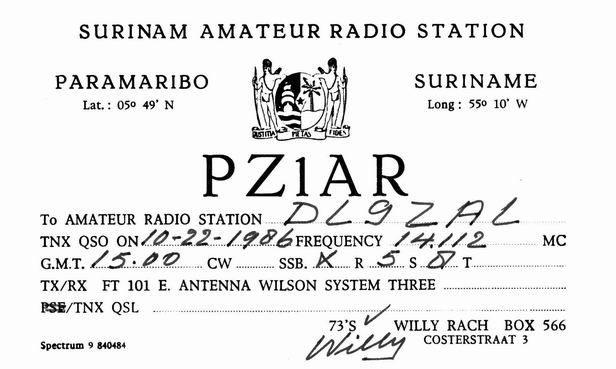 SURINAM AMATEUR RADIO STATION
PARAMARIBO SURINAME
Lat.: 05º 49' N Long: 55º 10' W
JUSTITIA PIETAS FIDES
PZ1AR
To AMATEUR RADIO STATION DL9ZAL
TNX QSO ON 10-22-1986 FREQUENCY 14.112 MC
G.M.T. 15.00 CW SSB. X R 5 S 8 T
TX/RX FT 101 E. ANTENNA WILSON SYSTEM THREE
PSE/TNX QSL
73'S WILLY RACH BOX 566
Willy COSTERSTRAAT 3
Spectrum 9 840484